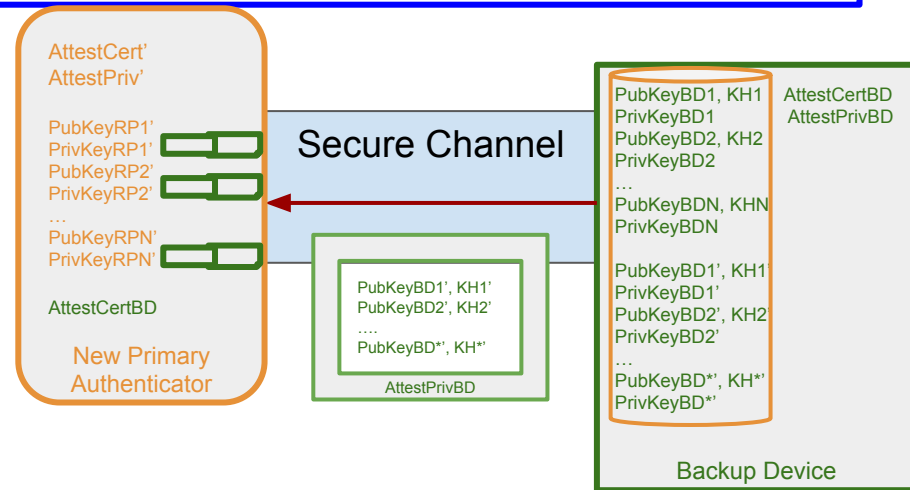 AttestCert’
AttestPriv’
PubKeyRP1’
PrivKeyRP1’
PubKeyRP2’
PrivKeyRP2’
…
PubKeyRPN’
PrivKeyRPN’
AttestCertBD
New Primary
Authenticator
Secure Channel
PubKeyBD1’, KH1’
PubKeyBD2’, KH2’
….
PubKeyBD*’, KH*’
AttestPrivBD
PubKeyBD1, KH1
PrivKeyBD1
PubKeyBD2, KH2
PrivKeyBD2
…
PubKeyBDN, KHN
PrivKeyBDN
PubKeyBD1’, KH1’
PrivKeyBD1’
PubKeyBD2’, KH2’
PrivKeyBD2’
…
PubKeyBD*’, KH*’
PrivKeyBD*’
AttestCertBD
AttestPrivBD
Backup Device